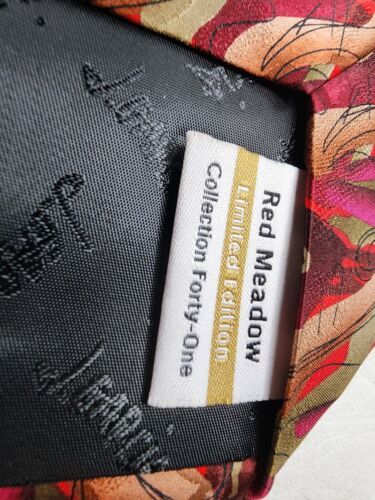 Red Meadow
Limited Edition
Collection Forty-One